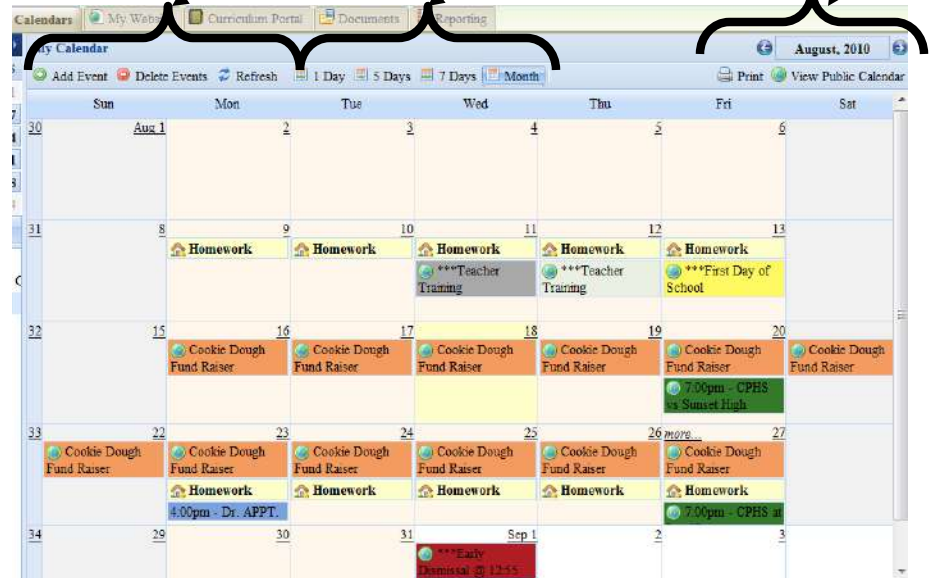 Calendars My Curriculum Portal Documents Reporting
My Calendar August, 2010
Add Event Delete Events Refresh 1 Day 5 Days 7 Days Month Print View Public Calendar
Sun Mon Tue Wed Thu Fri Sat
30 Aug 1 2 3 4 5 6
31 8 9 10 11 12 13
Homework Homework Homework Homework Homework
***Teacher Training ***Teacher Training ***First Day of School
32 15 16 17 18 19 20
Cookie Dough Fund Raiser Cookie Dough Fund Raiser Cookie Dough Fund Raiser Cookie Dough Fund Raiser Cookie Dough Fund Raiser Cookie Dough Fund Raiser
7:00pm - CPHS vs Sunset High
33 22 23 24 25 26 more... 27
Cookie Dough Fund Raiser Cookie Dough Fund Raiser Cookie Dough Fund Raiser Cookie Dough Fund Raiser Cookie Dough Fund Raiser Cookie Dough Fund Raiser
Homework Homework Homework Homework Homework
4:00pm - Dr. APPT. 7:00pm - CPHS at
34 29 30 31 Sep 1 2 3
***Early Dismissal @ 12:55